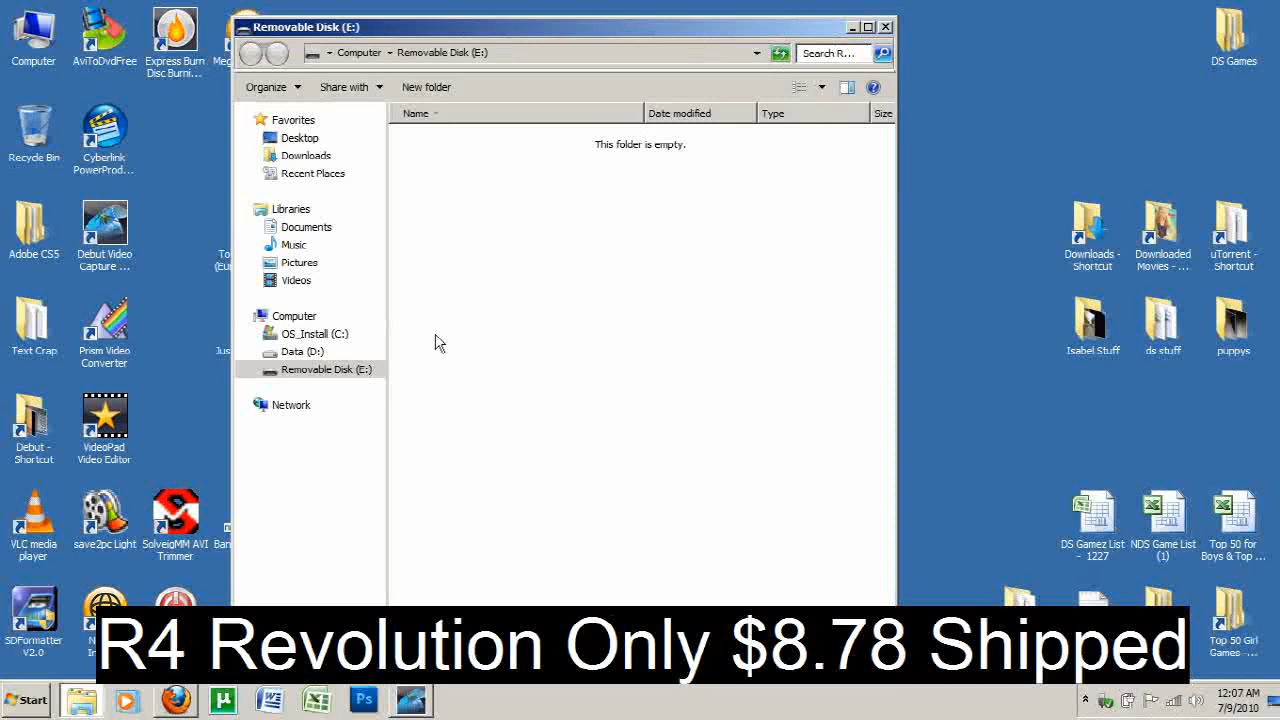 Removable Disk (E:)
Computer
Removable Disk (E:)
Search R...
Organize
Share with
New folder
Name
Date modified
Type
Size
This folder is empty.
Favorites
Desktop
Downloads
Recent Places
Libraries
Documents
Music
Pictures
Videos
Computer
OS_Install (C:)
Data (D:)
Removable Disk (E:)
Network
Computer
AviToDvdFree
Express Burn
Disc Burni...
Recycle Bin
Cyberlink
PowerProd...
Adobe CS5
Debut Video
Capture ...
Text Crap
Prism Video
Converter
Debut -
Shortcut
VideoPad
Video Editor
VLC media
player
save2pc Light
SolveigMM AVI
Trimmer
SDFormatter
V2.0
DS Games
Downloads -
Shortcut
Downloaded
Movies - ...
uTorrent -
Shortcut
Isabel Stuff
ds stuff
puppys
DS Gamez List
- 1227
NDS Game List
(1)
Top 50 for
Boys & Top ...
Top 50 Girl
Games- ...
R4 Revolution Only $8.78 Shipped
Start
12:07 AM
7/9/2010